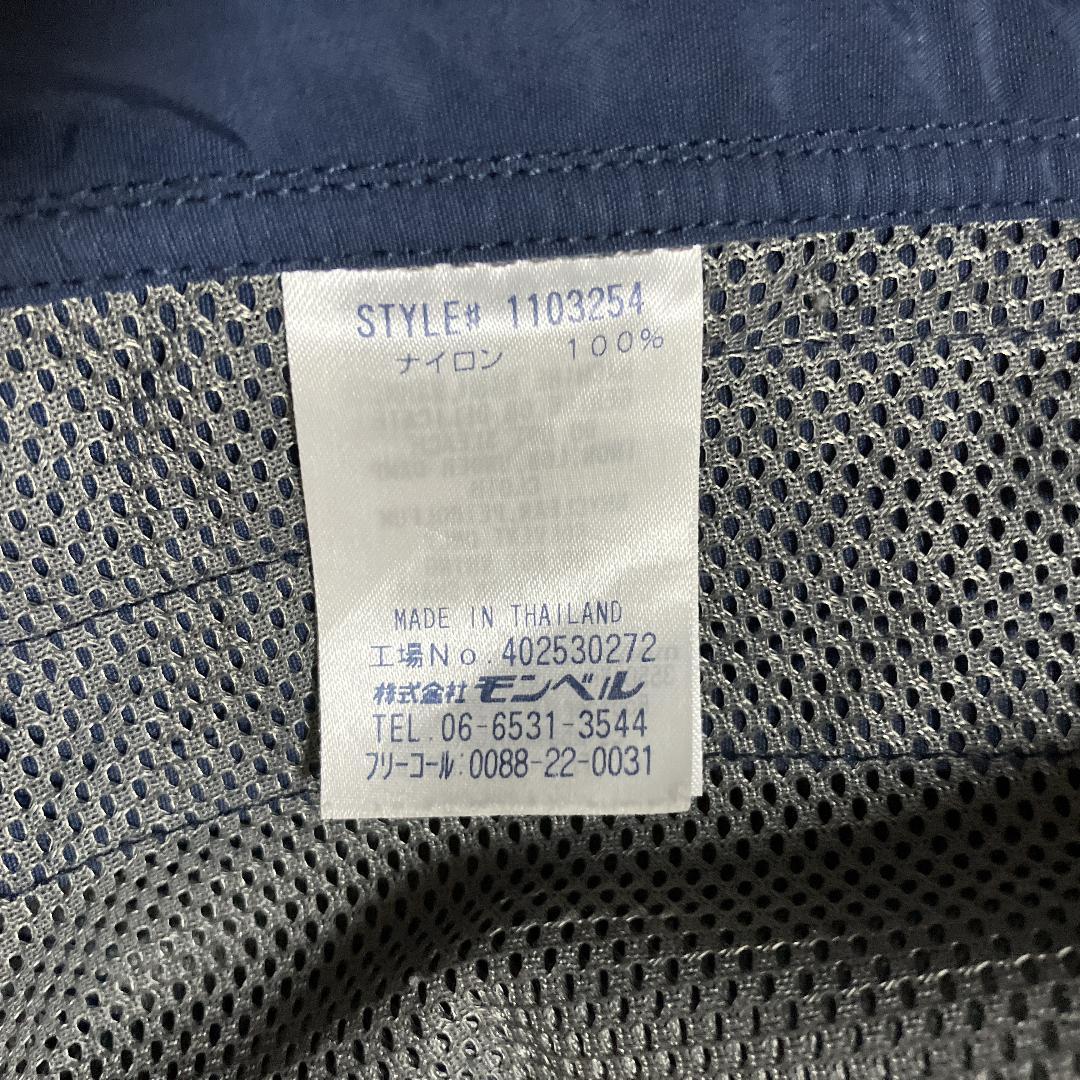 STYLE# 1103254
ナイロン 100%
MADE IN THAILAND
工場No.402530272
株式会社モンベル
TEL.06-6531-3544
フリーコール:0088-22-0031